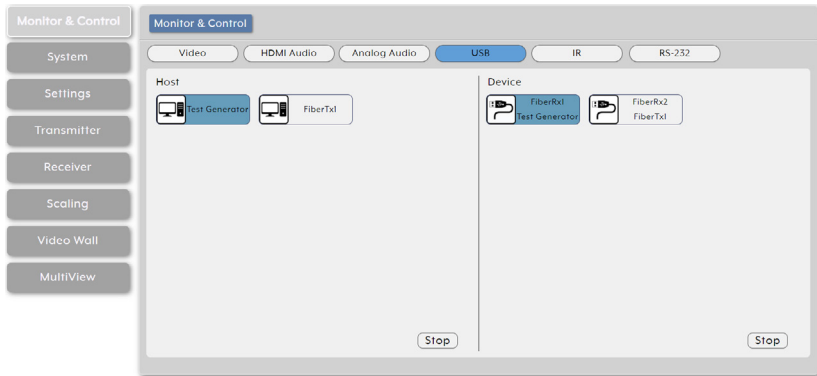 Monitor & Control
System
Settings
Transmitter
Receiver
Scaling
Video Wall
MultiView
Monitor & Control
Video
HDMI Audio
Analog Audio
USB
IR
RS-232
Host
Test Generator
FiberTx1
Stop
Device
FiberRx1
Test Generator
FiberRx2
FiberTx1
Stop